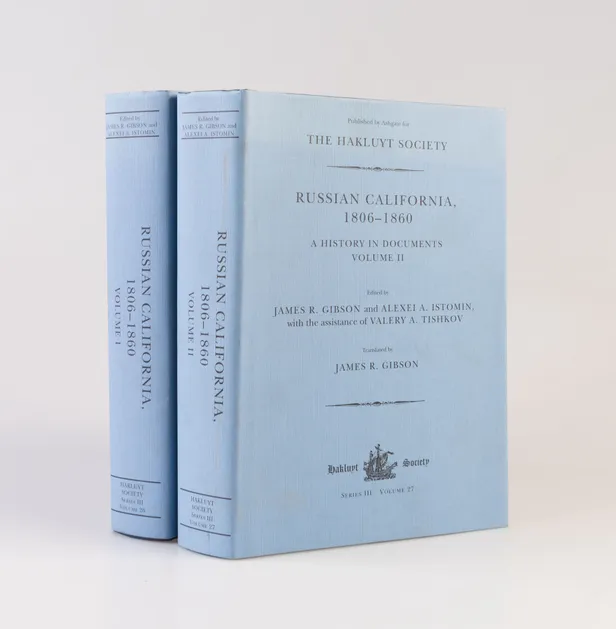 Edited by
JAMES R. GIBSON and
ALEXEI A. ISTOMIN
RUSSIAN CALIFORNIA,
1806–1860
VOLUME I
HAKLUYT
SOCIETY
SERIES III
VOLUME 26
Edited by
JAMES R. GIBSON and
ALEXEI A. ISTOMIN
RUSSIAN CALIFORNIA,
1806–1860
VOLUME II
HAKLUYT
SOCIETY
SERIES III
VOLUME 27
Published by Ashgate for
THE HAKLUYT SOCIETY
RUSSIAN CALIFORNIA,
1806–1860
A HISTORY IN DOCUMENTS
VOLUME II
Edited by
JAMES R. GIBSON and ALEXEI A. ISTOMIN,
with the assistance of VALERY A. TISHKOV
Translated by
JAMES R. GIBSON
Hakluyt Society
SERIES III VOLUME 27